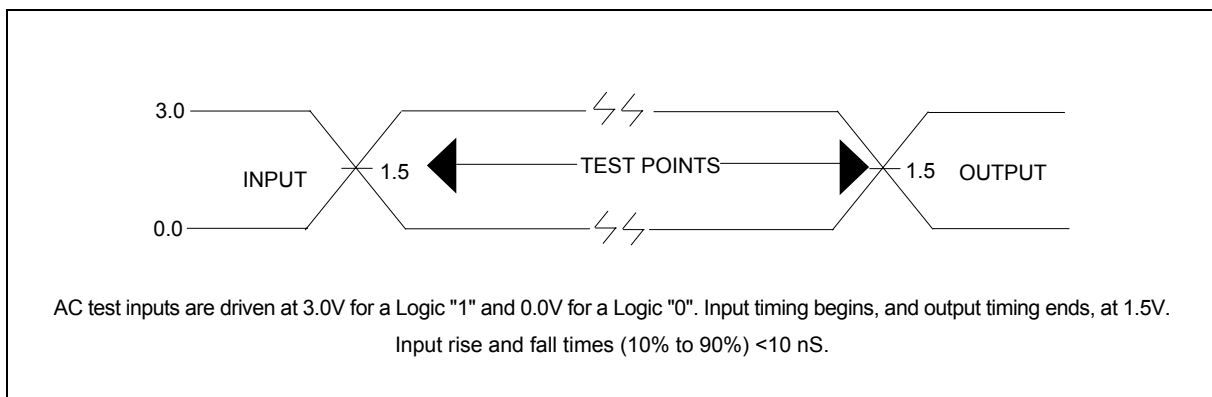 3.0
INPUT 1.5 TEST POINTS 1.5 OUTPUT
0.0
AC test inputs are driven at 3.0V for a Logic "1" and 0.0V for a Logic "0". Input timing begins, and output timing ends, at 1.5V.
Input rise and fall times (10% to 90%) <10 nS.